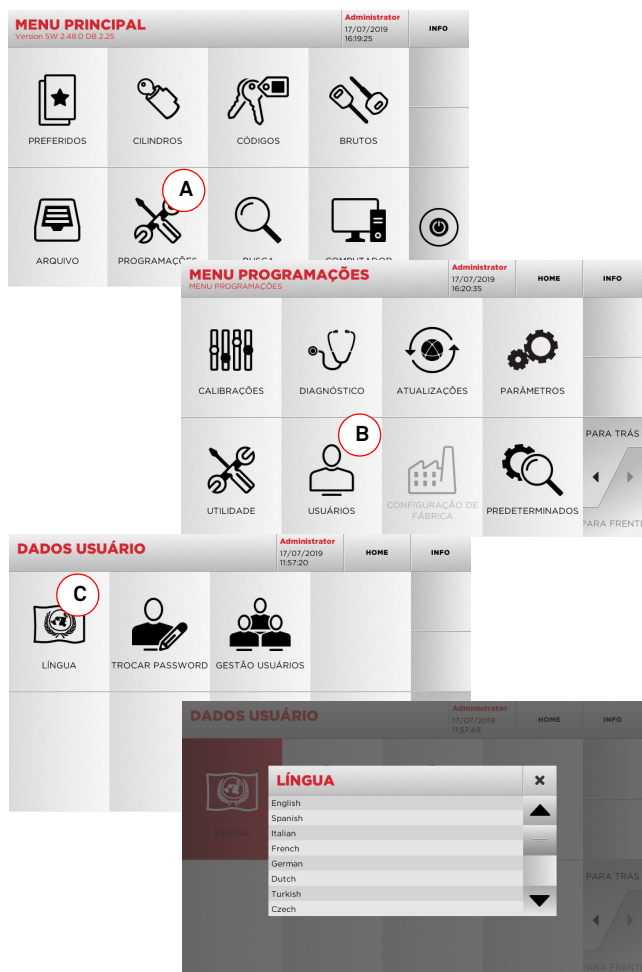 MENU PRINCIPAL
Version SW 2.48.0 DB 2.25
Administrator
17/07/2019
16:19:25
INFO
PREFERIDOS
CILINDROS
CÓDIGOS
BRUTOS
A
ARQUIVO
PROGRAMAÇÕES
BUSCA
COMPUTADOR
MENU PROGRAMAÇÕES
MENU PROGRAMAÇÕES
Administrator
17/07/2019
16:20:35
HOME
INFO
CALIBRAÇÕES
DIAGNÓSTICO
ATUALIZAÇÕES
PARÂMETROS
B
PARA TRÁS
UTILIDADE
USUÁRIOS
CONFIGURAÇÃO DE
FÁBRICA
PREDETERMINADOS
PARA FRENTE
DADOS USUÁRIO
Administrator
17/07/2019
11:57:20
HOME
INFO
C
LÍNGUA
TROCAR PASSWORD
GESTÃO USUÁRIOS
DADOS USUÁRIO
Administrator
17/07/2019
11:57:49
HOME
INFO
LÍNGUA
LÍNGUA
English
Spanish
Italian
French
German
Dutch
Turkish
Czech
PARA TRÁS
PARA FRENTE